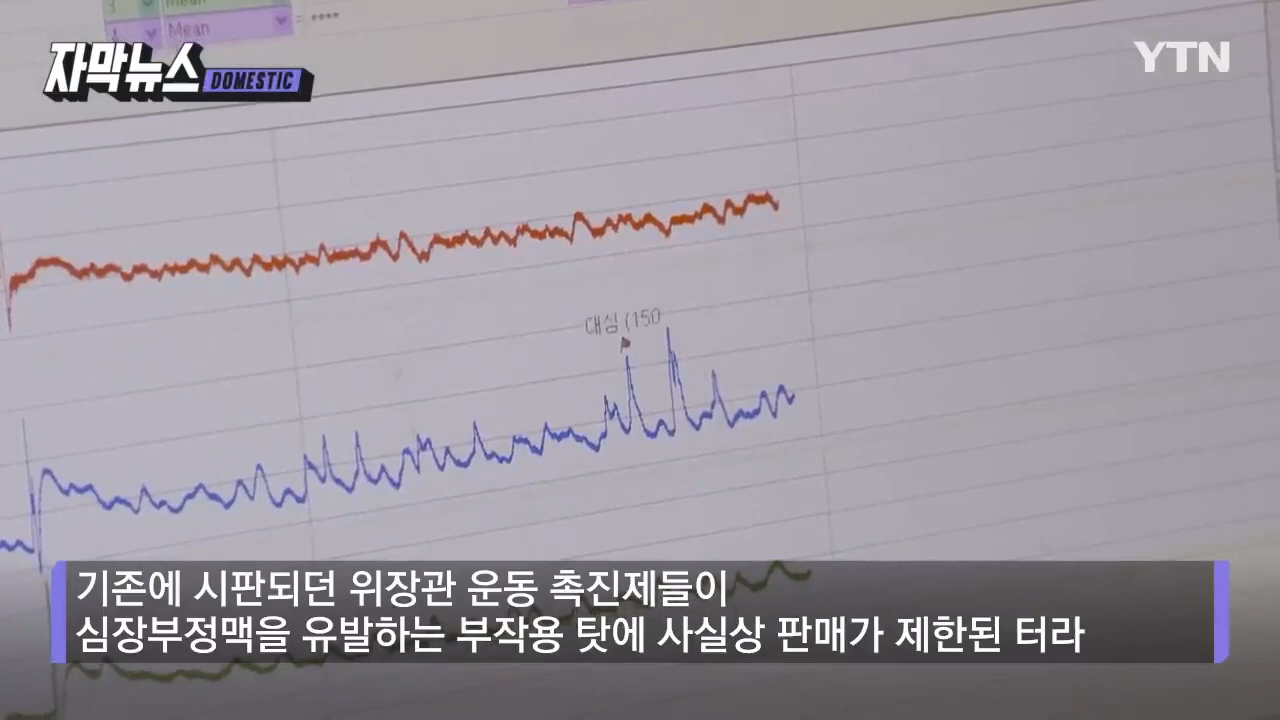 Mean
자막뉴스 DOMESTIC
YTN
대심 (150
기존에 시판되던 위장관 운동 촉진제들이
심장부정맥을 유발하는 부작용 탓에 사실상 판매가 제한된 터라